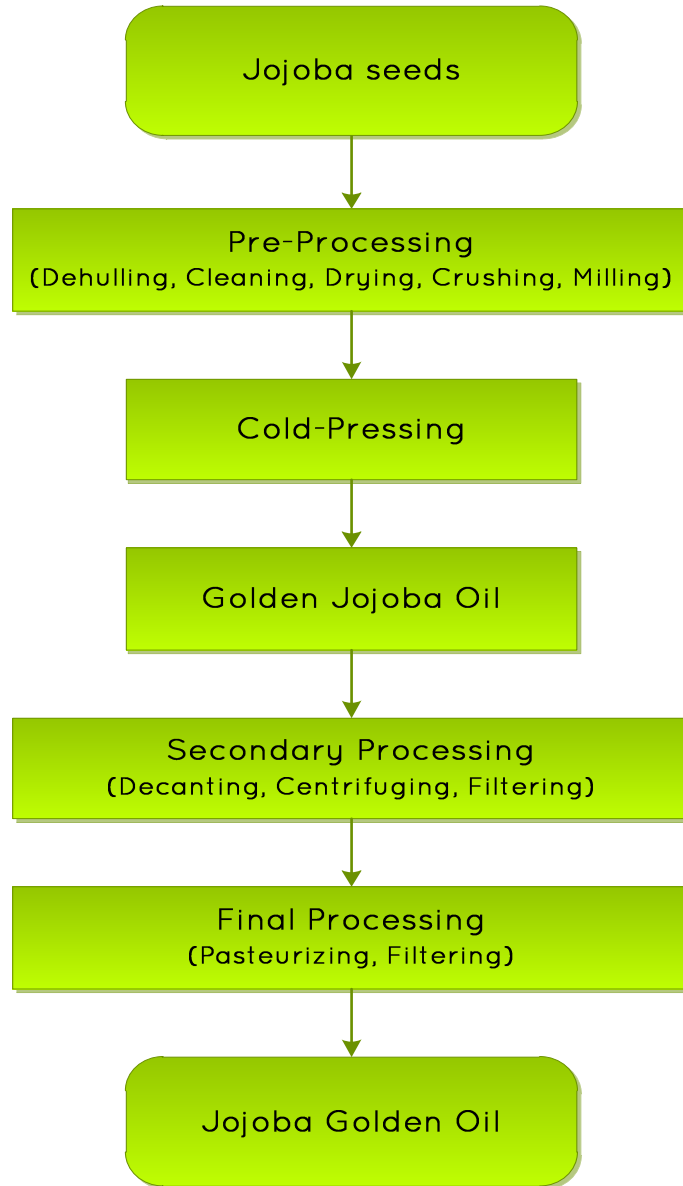 Jojoba seeds
Pre-Processing
(Dehulling, Cleaning, Drying, Crushing, Milling)
Cold-Pressing
Golden Jojoba Oil
Secondary Processing
(Decanting, Centrifuging, Filtering)
Final Processing
(Pasteurizing, Filtering)
Jojoba Golden Oil